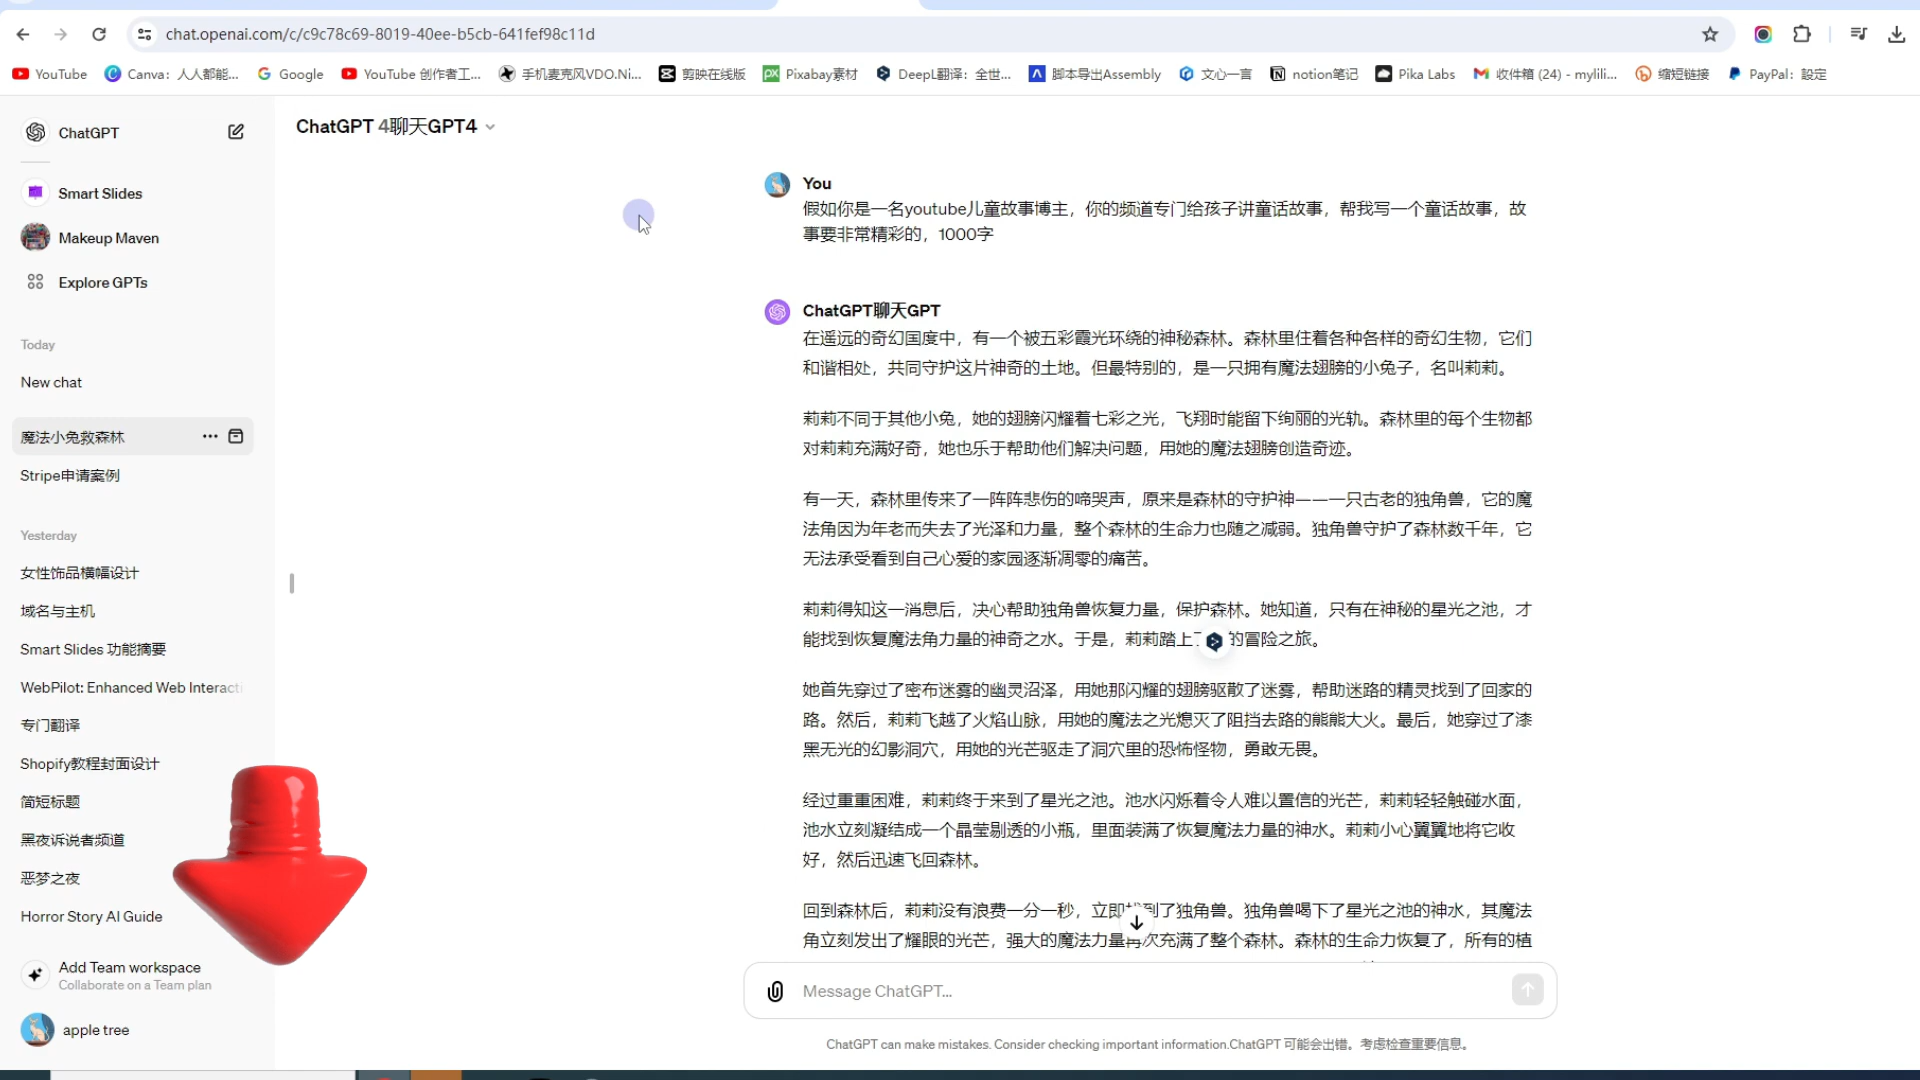 chat.openai.com/c/c9c78c69-8019-40ee-b5cb-641fef98c11d
YouTube
Canva：人人都能...
Google
YouTube 创作者工...
手机麦克风VDO.Ni...
剪映在线版
Pixabay素材
DeepL翻译：全世...
脚本导出Assembly
文心一言
notion笔记
Pika Labs
收件箱 (24) - mylili...
缩短链接
PayPal：設定
ChatGPT
Smart Slides
Makeup Maven
Explore GPTs
Today
New chat
魔法小兔救森林
Stripe申请案例
Yesterday
女性饰品横幅设计
域名与主机
Smart Slides 功能摘要
WebPilot: Enhanced Web Interacti
专门翻译
Shopify教程封面设计
简短标题
黑夜诉说者频道
恶梦之夜
Horror Story AI Guide
Add Team workspace
Collaborate on a Team plan
apple tree
ChatGPT 4聊天GPT4
You
假如你是一名youtube儿童故事博主，你的频道专门给孩子讲童话故事，帮我写一个童话故事，故
事要非常精彩的，1000字
ChatGPT聊天GPT
在遥远的奇幻国度中，有一个被五彩霞光环绕的神秘森林。森林里住着各种各样的奇幻生物，它们
和谐相处，共同守护这片神奇的土地。但最特别的，是一只拥有魔法翅膀的小兔子，名叫莉莉。
莉莉不同于其他小兔，她的翅膀闪耀着七彩之光，飞翔时能留下绚丽的光轨。森林里的每个生物都
对莉莉充满好奇，她也乐于帮助他们解决问题，用她的魔法翅膀创造奇迹。
有一天，森林里传来了一阵阵悲伤的啼哭声，原来是森林的守护神——一只古老的独角兽，它的魔
法角因为年老而失去了光泽和力量，整个森林的生命力也随之减弱。独角兽守护了森林数千年，它
无法承受看到自己心爱的家园逐渐凋零的痛苦。
莉莉得知这一消息后，决心帮助独角兽恢复力量，保护森林。她知道，只有在神秘的星光之池，才
能找到恢复魔法角力量的神奇之水。于是，莉莉踏上了的冒险之旅。
她首先穿过了密布迷雾的幽灵沼泽，用她那闪耀的翅膀驱散了迷雾，帮助迷路的精灵找到了回家的
路。然后，莉莉飞越了火焰山脉，用她的魔法之光熄灭了阻挡去路的熊熊大火。最后，她穿过了漆
黑无光的幻影洞穴，用她的光芒驱走了洞穴里的恐怖怪物，勇敢无畏。
经过重重困难，莉莉终于来到了星光之池。池水闪烁着令人难以置信的光芒，莉莉轻轻触碰水面，
池水立刻凝结成一个晶莹剔透的小瓶，里面装满了恢复魔法力量的神水。莉莉小心翼翼地将它收
好，然后迅速飞回森林。
回到森林后，莉莉没有浪费一分一秒，立即找到了独角兽。独角兽喝下了星光之池的神水，其魔法
角立刻发出了耀眼的光芒，强大的魔法力量再次充满了整个森林。森林的生命力恢复了，所有的植
Message ChatGPT...
ChatGPT can make mistakes. Consider checking important information.ChatGPT 可能会出错。考虑检查重要信息。